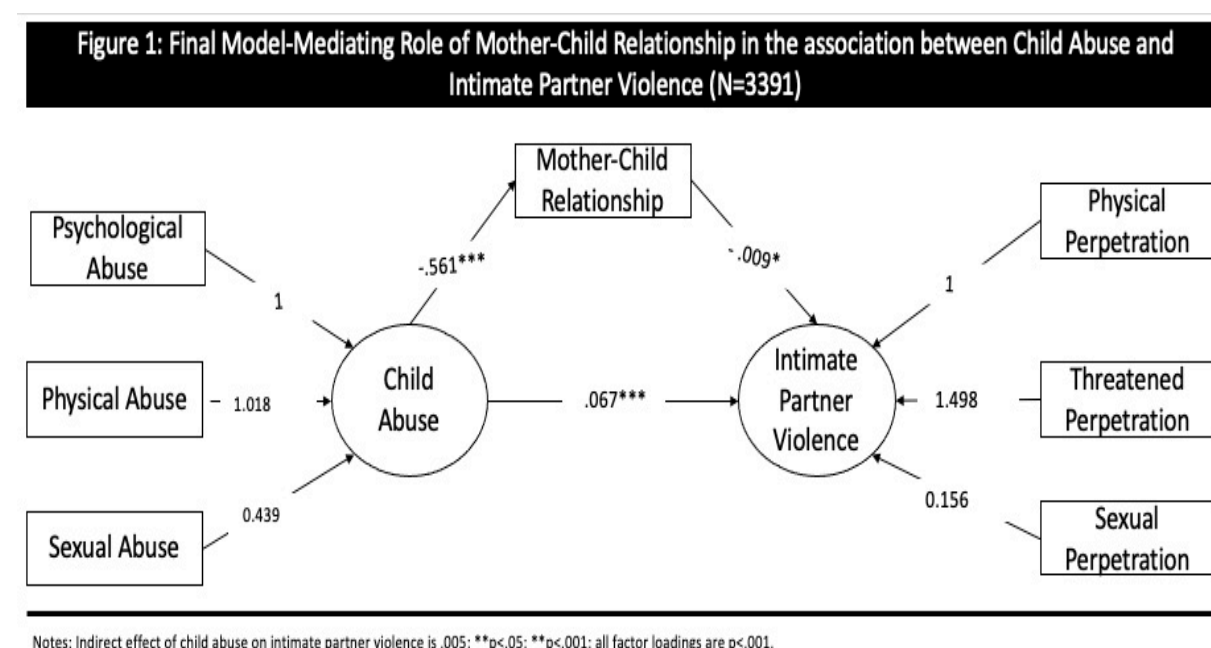 Figure 1: Final Model-Mediating Role of Mother-Child Relationship in the association between Child Abuse and
Intimate Partner Violence (N=3391)
Mother-Child
Relationship
Psychological
Abuse
Physical
Perpetration
-.561***
-.009*
1
1
Physical Abuse
1.018
Child
Abuse
.067***
Intimate
Partner
Violence
1.498
Threatened
Perpetration
0.439
0.156
Sexual Abuse
Sexual
Perpetration
Notes: Indirect effect of child abuse on intimate partner violence is .005; **p<.05; **p<.001; all factor loadings are p<.001.